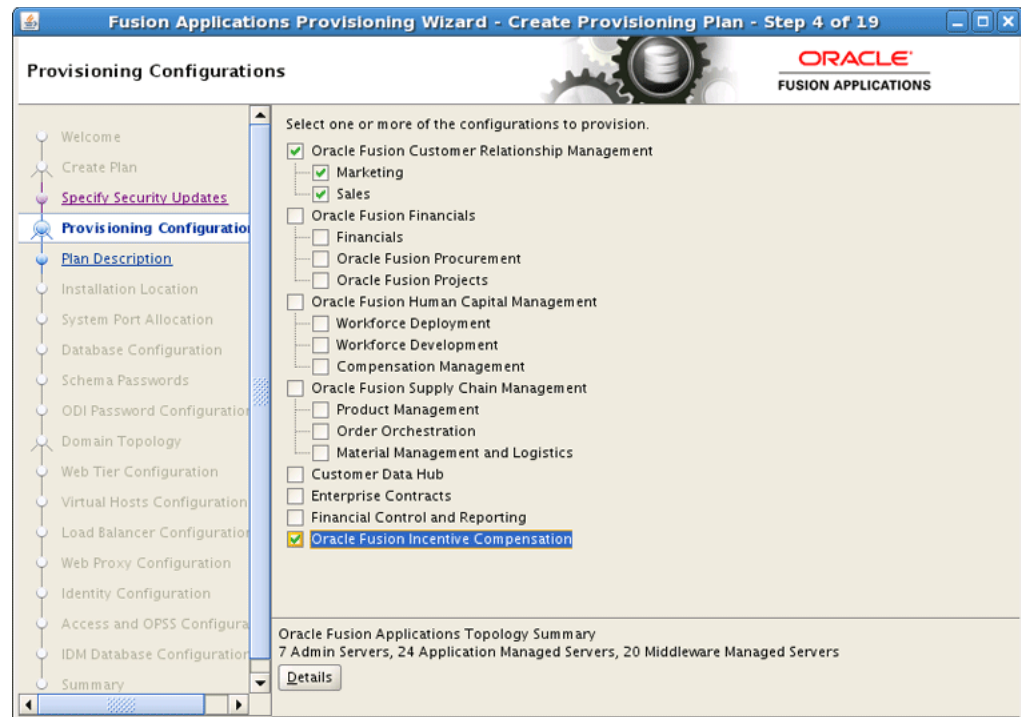 Fusion Applications Provisioning Wizard - Create Provisioning Plan - Step 4 of 19
Provisioning Configurations
ORACLE
FUSION APPLICATIONS
Welcome
Create Plan
Specify Security Updates
Provisioning Configuratio
Plan Description
Installation Location
System Port Allocation
Database Configuration
Schema Passwords
ODI Password Configuration
Domain Topology
Web Tier Configuration
Virtual Hosts Configuration
Load Balancer Configuration
Web Proxy Configuration
Identity Configuration
Access and OPSS Configura
IDM Database Configuration
Summary
Select one or more of the configurations to provision.
Oracle Fusion Customer Relationship Management
Marketing
Sales
Oracle Fusion Financials
Financials
Oracle Fusion Procurement
Oracle Fusion Projects
Oracle Fusion Human Capital Management
Workforce Deployment
Workforce Development
Compensation Management
Oracle Fusion Supply Chain Management
Product Management
Order Orchestration
Material Management and Logistics
Customer Data Hub
Enterprise Contracts
Financial Control and Reporting
Oracle Fusion Incentive Compensation
Oracle Fusion Applications Topology Summary
7 Admin Servers, 24 Application Managed Servers, 20 Middleware Managed Servers
Details